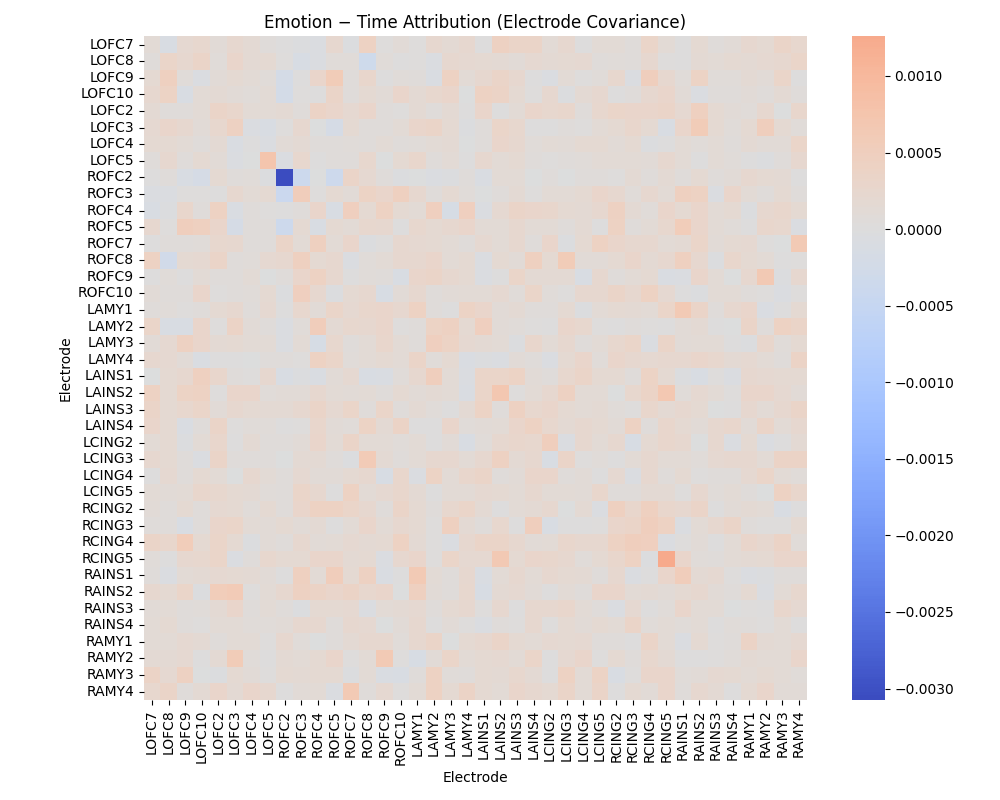 Emotion − Time Attribution (Electrode Covariance)
LOFC7
LOFC8
LOFC9
LOFC10
LOFC2
LOFC3
LOFC4
LOFC5
ROFC2
ROFC3
ROFC4
ROFC5
ROFC7
ROFC8
ROFC9
ROFC10
LAMY1
LAMY2
LAMY3
LAMY4
LAINS1
LAINS2
LAINS3
LAINS4
LCING2
LCING3
LCING4
LCING5
RCING2
RCING3
RCING4
RCING5
RAINS1
RAINS2
RAINS3
RAINS4
RAMY1
RAMY2
RAMY3
RAMY4
Electrode
LOFC7
LOFC8
LOFC9
LOFC10
LOFC2
LOFC3
LOFC4
LOFC5
ROFC2
ROFC3
ROFC4
ROFC5
ROFC7
ROFC8
ROFC9
ROFC10
LAMY1
LAMY2
LAMY3
LAMY4
LAINS1
LAINS2
LAINS3
LAINS4
LCING2
LCING3
LCING4
LCING5
RCING2
RCING3
RCING4
RCING5
RAINS1
RAINS2
RAINS3
RAINS4
RAMY1
RAMY2
RAMY3
RAMY4
Electrode
0.0010
0.0005
0.0000
−0.0005
−0.0010
−0.0015
−0.0020
−0.0025
−0.0030